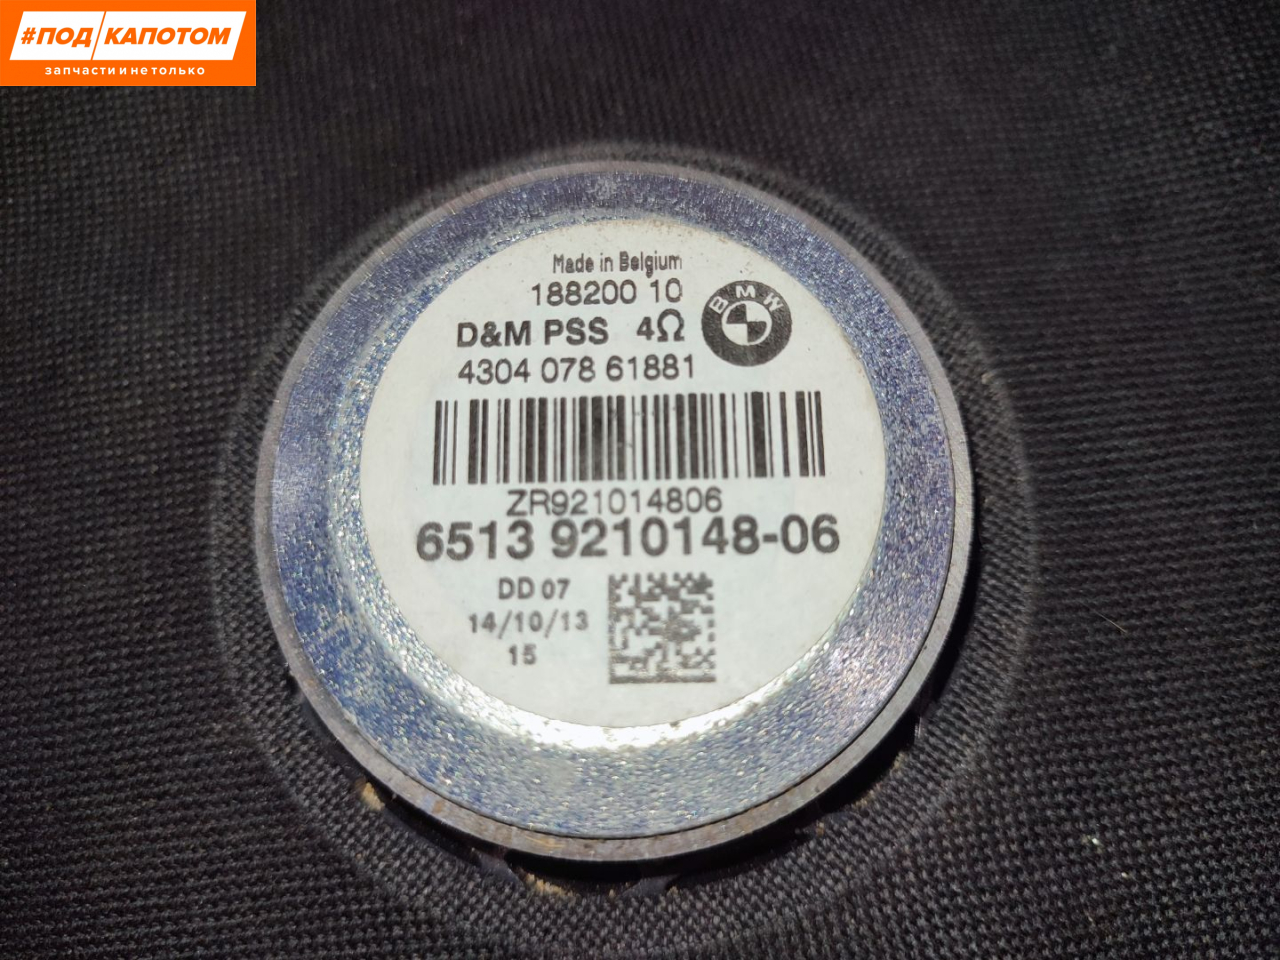 #ПОД/КАПОТОМ
запчасти и не только
Made in Belgium
188200 10
BMW
D&M PSS 4Ω
4304 078 61881
ZR921014806
6513 9210148-06
DD 07
14/10/13
15